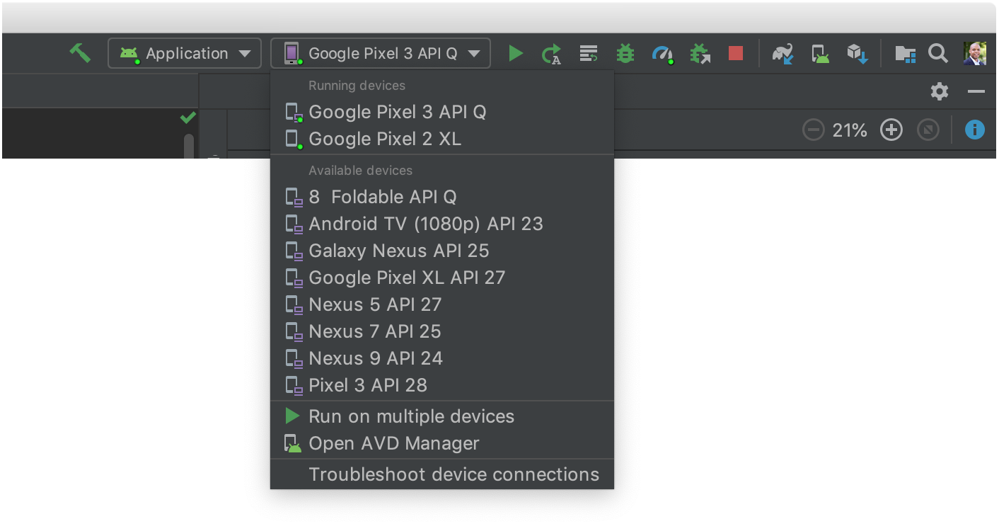 Application
Google Pixel 3 API Q
Running devices
Google Pixel 3 API Q
Google Pixel 2 XL
21%
Available devices
8  Foldable API Q
Android TV (1080p) API 23
Galaxy Nexus API 25
Google Pixel XL API 27
Nexus 5 API 27
Nexus 7 API 25
Nexus 9 API 24
Pixel 3 API 28
Run on multiple devices
Open AVD Manager
Troubleshoot device connections